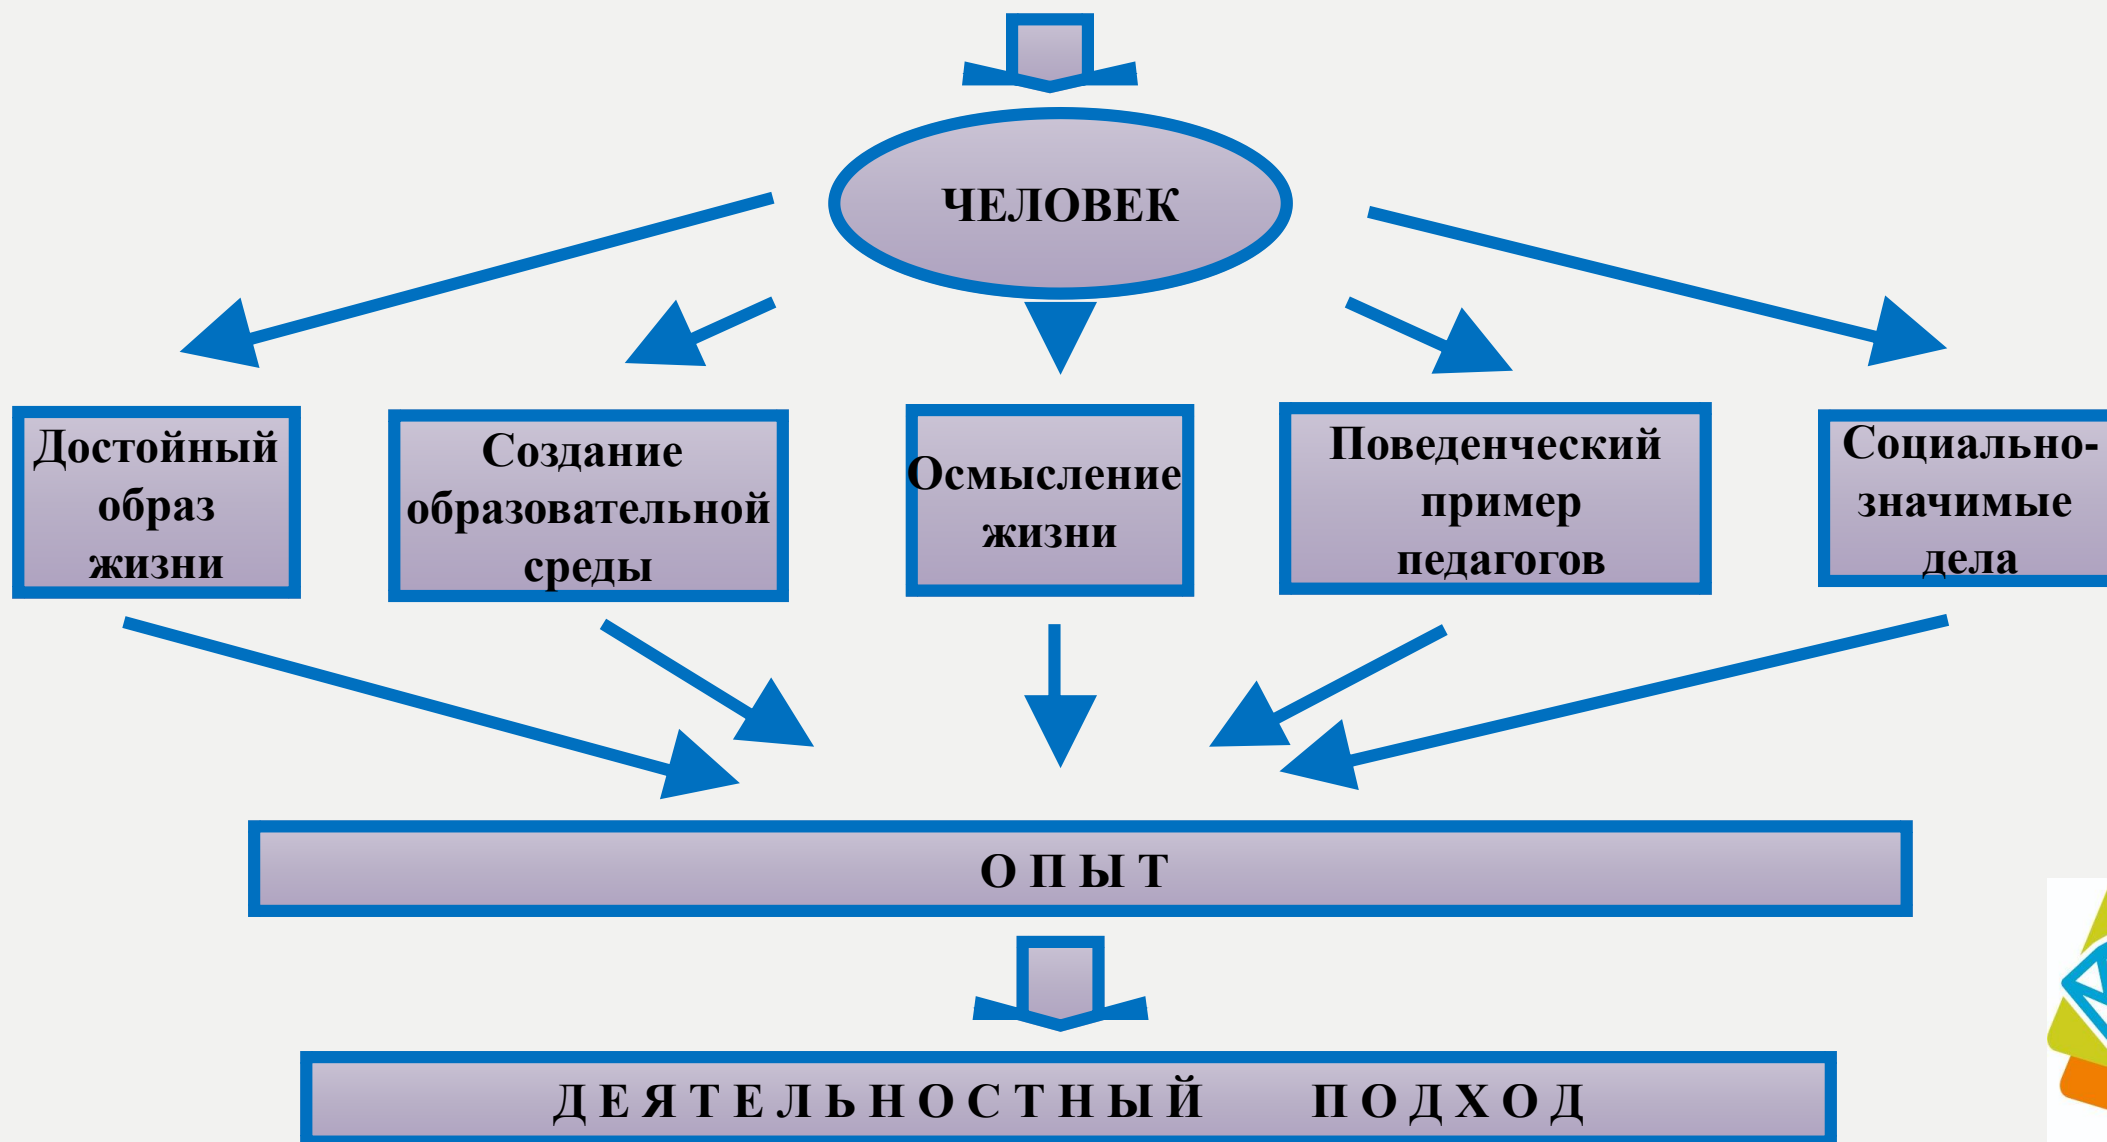 ЧЕЛОВЕК
Достойный
образ
жизни
Создание
образовательной
среды
Осмысление
жизни
Поведенческий
пример
педагогов
Социально-
значимые
дела
О П Ы Т
Д Е Я Т Е Л Ь Н О С Т Н Ы Й П О Д Х О Д